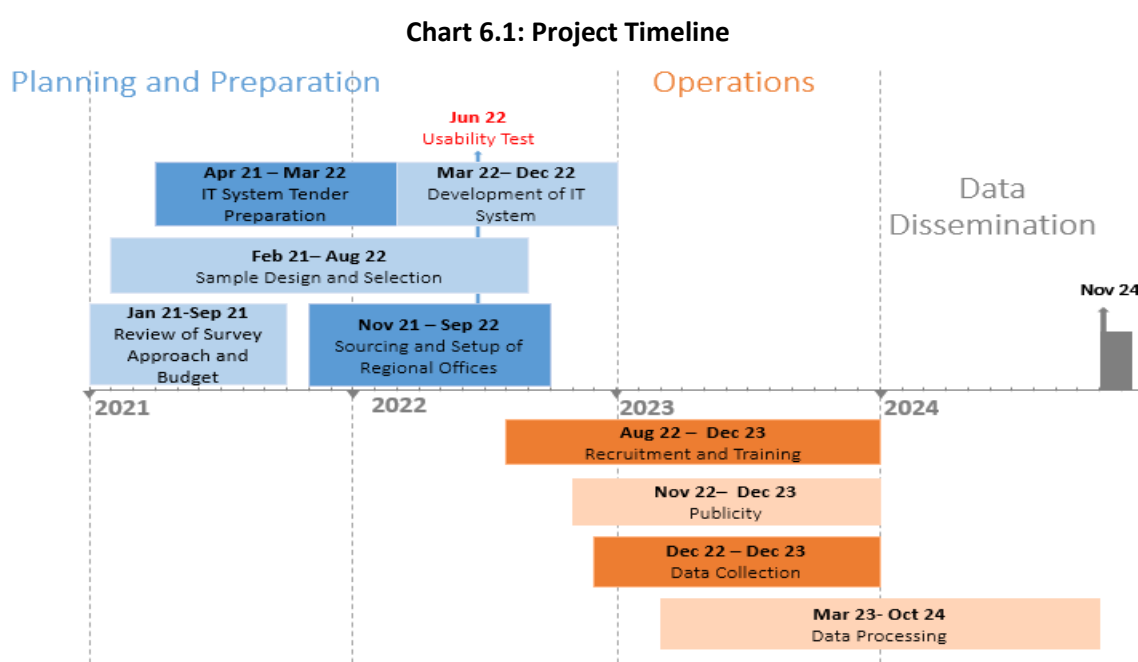 Chart 6.1: Project Timeline
Planning and Preparation
Operations
Jun 22
Usability Test
Apr 21 – Mar 22
IT System Tender
Preparation
Mar 22– Dec 22
Development of IT
System
Data
Dissemination
Feb 21– Aug 22
Sample Design and Selection
Nov 24
Jan 21-Sep 21
Review of Survey
Approach and
Budget
Nov 21 – Sep 22
Sourcing and Setup of
Regional Offices
2021
2022
2023
2024
Aug 22 – Dec 23
Recruitment and Training
Nov 22– Dec 23
Publicity
Dec 22 – Dec 23
Data Collection
Mar 23- Oct 24
Data Processing